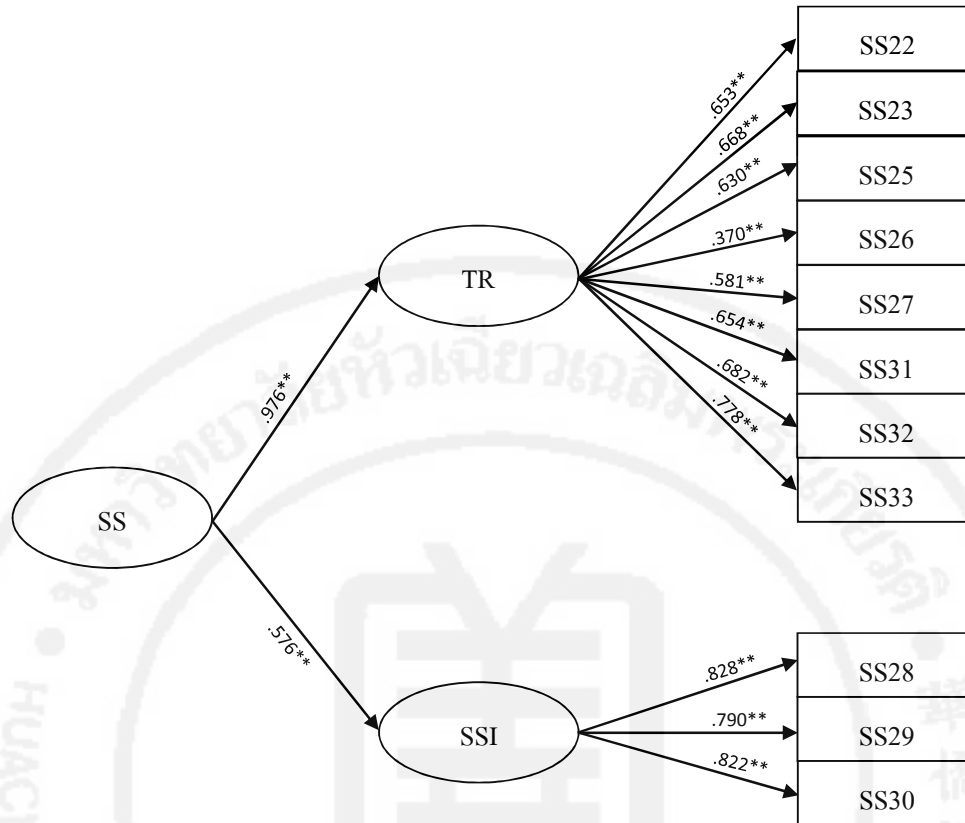 SS22
.653**
SS23
.668**
SS25
.630**
SS26
.370**
TR
SS27
.581**
SS31
.654**
SS32
.682**
SS33
.778**
.976**
SS
.576**
SS28
.828**
SS29
.790**
SSI
SS30
.822**